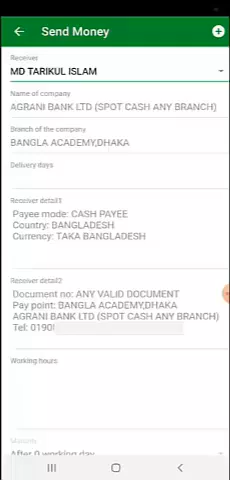 Send Money
Receiver
MD TARIKUL ISLAM
Name of company
AGRANI BANK LTD (SPOT CASH ANY BRANCH)
Branch of the company
BANGLA ACADEMY,DHAKA
Delivery days
Receiver detail1
Payee mode: CASH PAYEE
Country: BANGLADESH
Currency: TAKA BANGLADESH
Receiver detail2
Document no: ANY VALID DOCUMENT
Pay point: BANGLA ACADEMY,DHAKA
AGRANI BANK LTD (SPOT CASH ANY BRANCH)
Tel: 0190
Working hours
After 0 working day